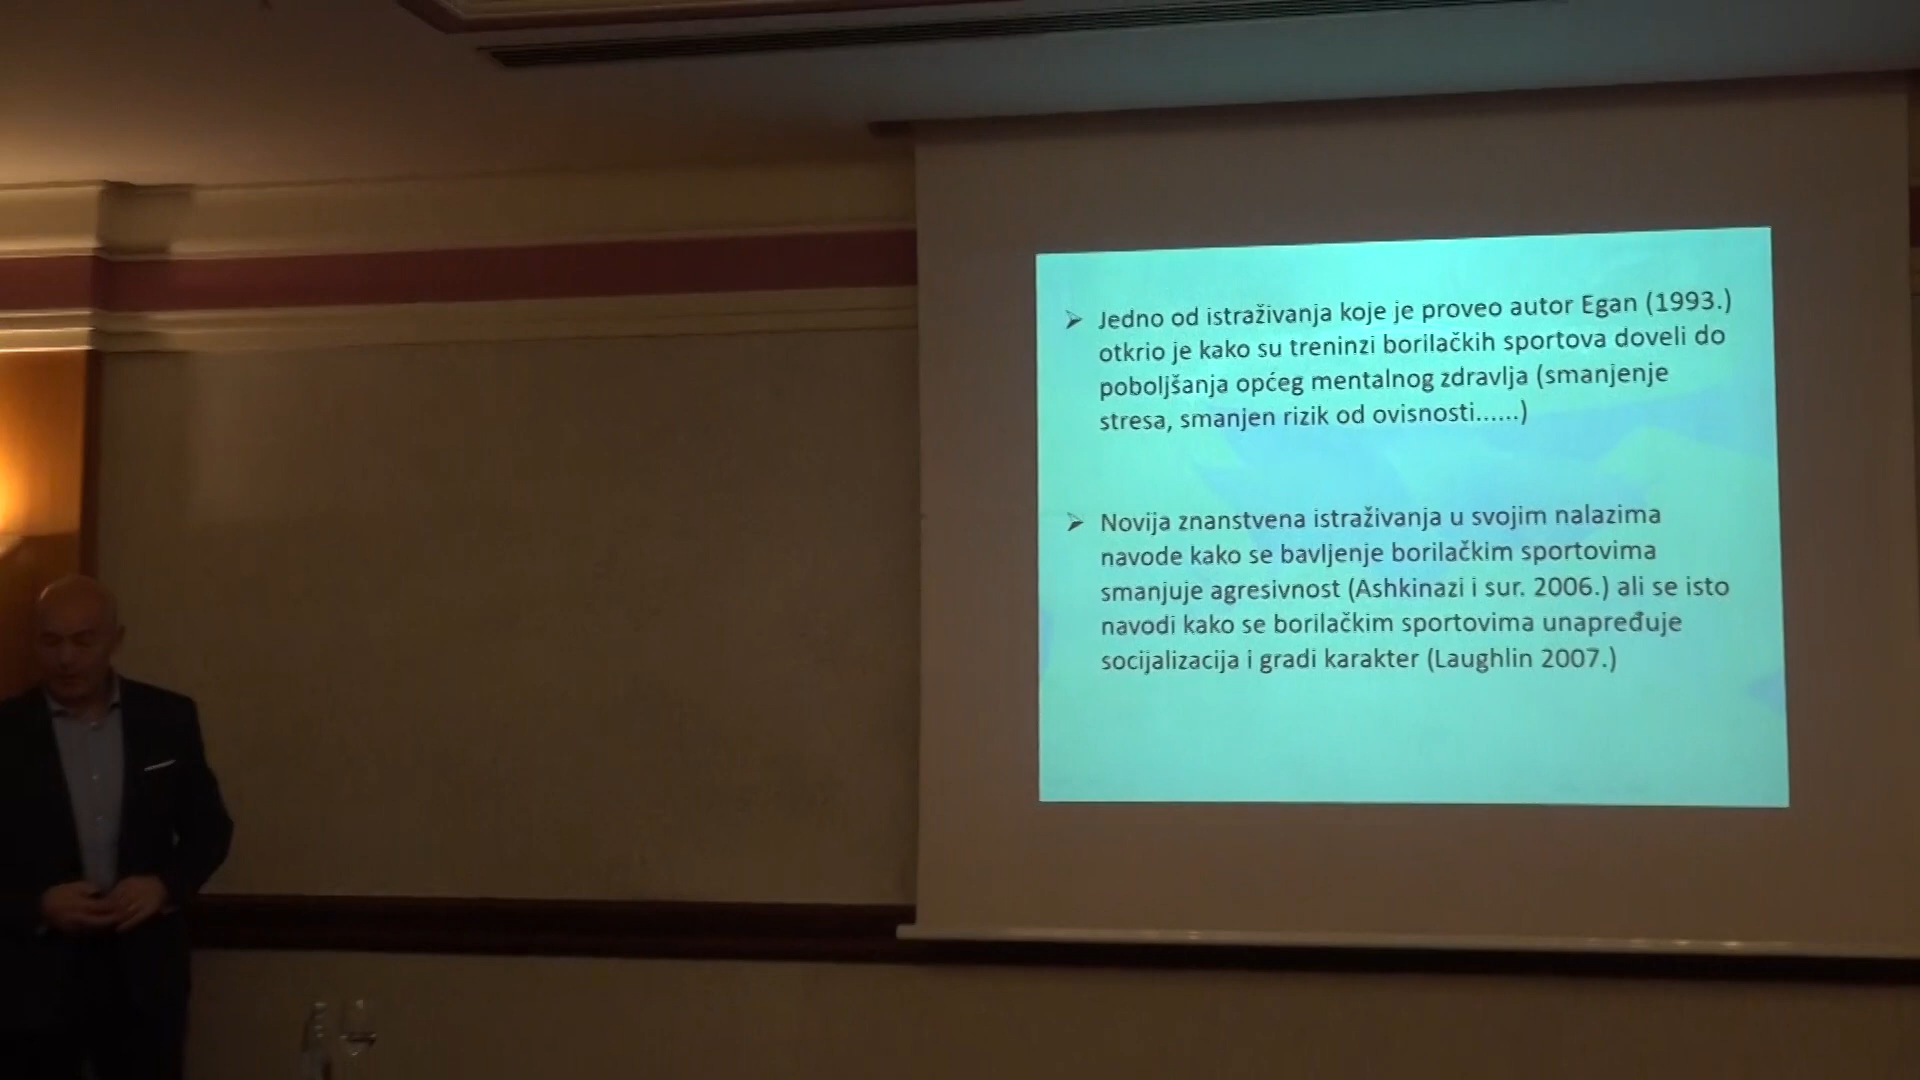 Jedno od istraživanja koje je proveo autor Egan (1993.)
otkrio je kako su treninzi borilačkih sportova doveli do
poboljšanja općeg mentalnog zdravlja (smanjenje
stresa, smanjen rizik od ovisnosti......)
Novija znanstvena istraživanja u svojim nalazima
navode kako se bavljenje borilačkim sportovima
smanjuje agresivnost (Ashkinazi i sur. 2006.) ali se isto
navodi kako se borilačkim sportovima unapređuje
socijalizacija i gradi karakter (Laughlin 2007.)